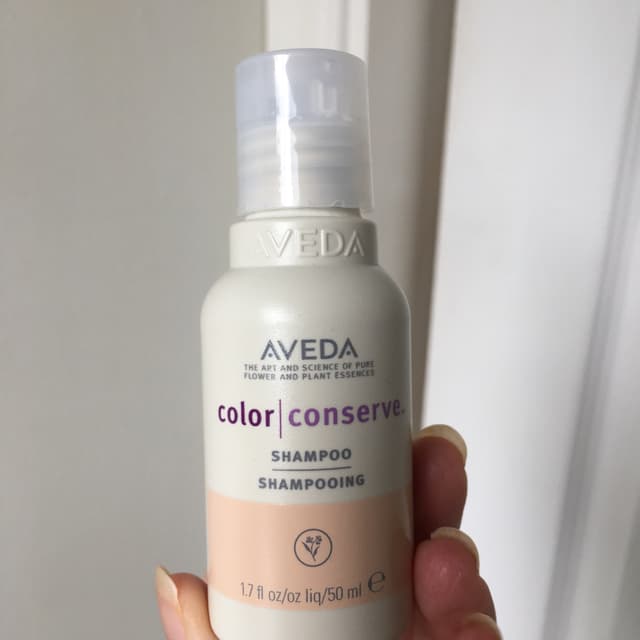 AVEDA
AVEDA
THE ART AND SCIENCE OF PURE
FLOWER AND PLANT ESSENCES
color|conserve™
SHAMPOO
SHAMPOOING
1.7 fl oz/oz liq/50 ml ℮